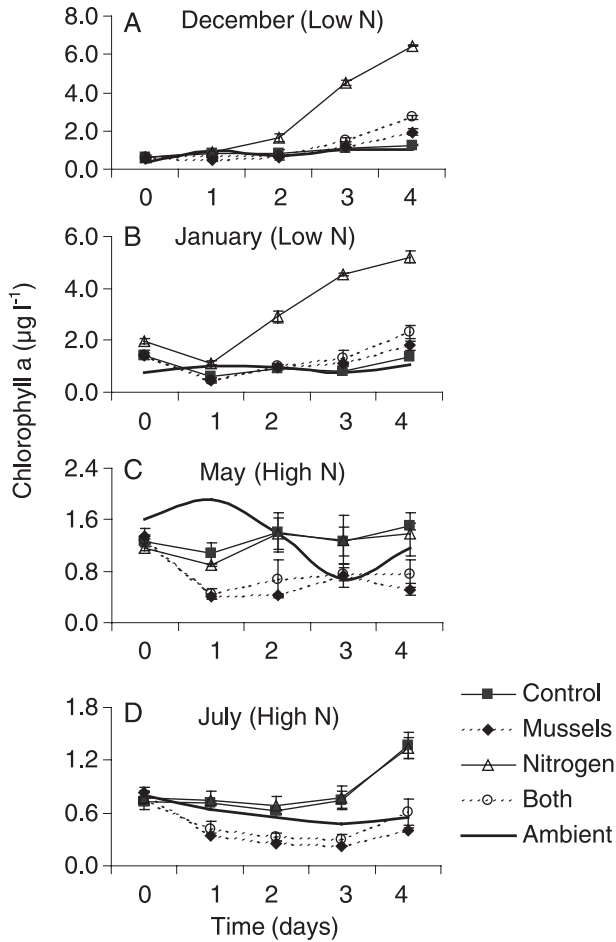 A December (Low N)
8.0
6.0
4.0
2.0
0.0
0 1 2 3 4
B January (Low N)
6.0
4.0
2.0
0.0
0 1 2 3 4
Chlorophyll a (µg l-1)
C May (High N)
2.4
1.6
0.8
0.0
0 1 2 3 4
D July (High N)
1.8
1.2
0.6
0.0
0 1 2 3 4
Time (days)
Control
Mussels
Nitrogen
Both
Ambient